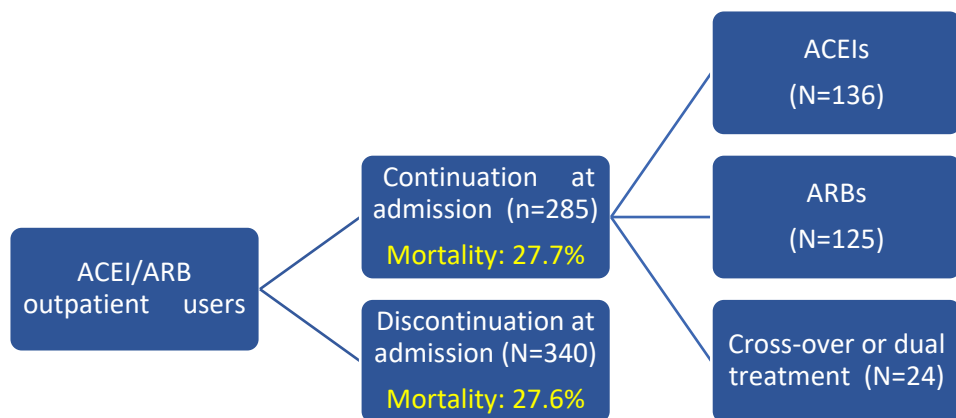 ACEI/ARB
outpatient users
Continuation at
admission (n=285)
Mortality: 27.7%
Discontinuation at
admission (N=340)
Mortality: 27.6%
ACEIs
(N=136)
ARBs
(N=125)
Cross-over or dual
treatment (N=24)